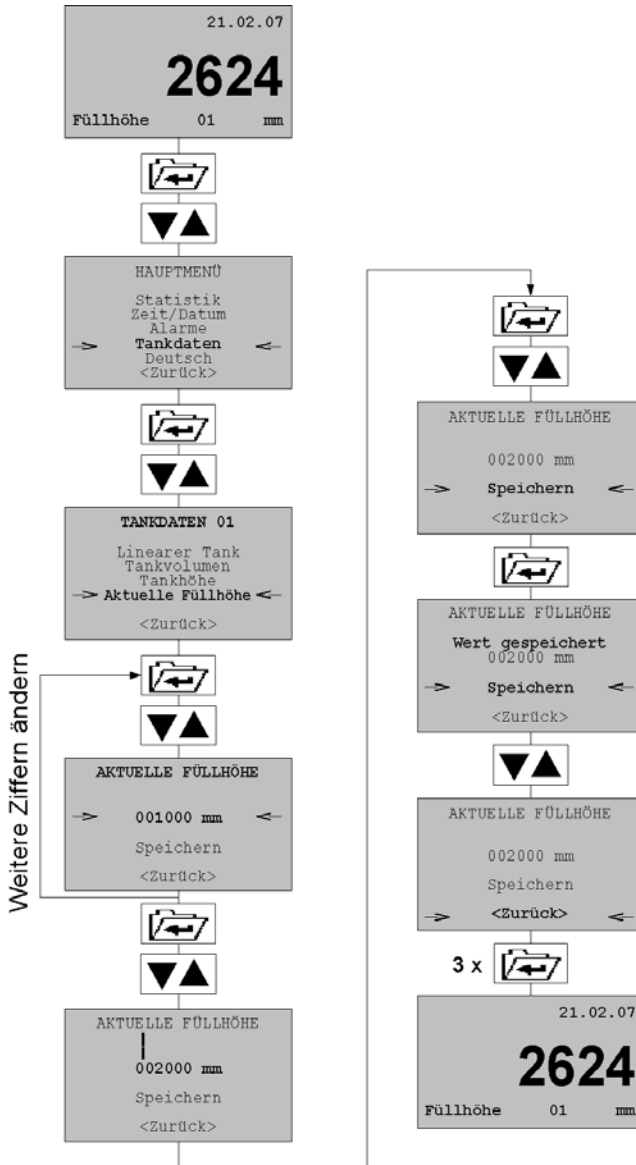 21.02.07
2624
Füllhöhe 01 mm
HAUPTMENÜ
Statistik
Zeit/Datum
Alarme
-> Tankdaten <-
Deutsch
<Zurück>
TANKDATEN 01
Linearer Tank
Tankvolumen
Tankhöhe
-> Aktuelle Füllhöhe <-
<Zurück>
Weitere Ziffern ändern
AKTUELLE FÜLLHÖHE
-> 001000 mm <-
Speichern
<Zurück>
AKTUELLE FÜLLHÖHE
002000 mm
Speichern
<Zurück>
AKTUELLE FÜLLHÖHE
002000 mm
-> Speichern <-
<Zurück>
AKTUELLE FÜLLHÖHE
Wert gespeichert
002000 mm
-> Speichern <-
<Zurück>
AKTUELLE FÜLLHÖHE
002000 mm
Speichern
-> <Zurück> <-
3 x
21.02.07
2624
Füllhöhe 01 mm